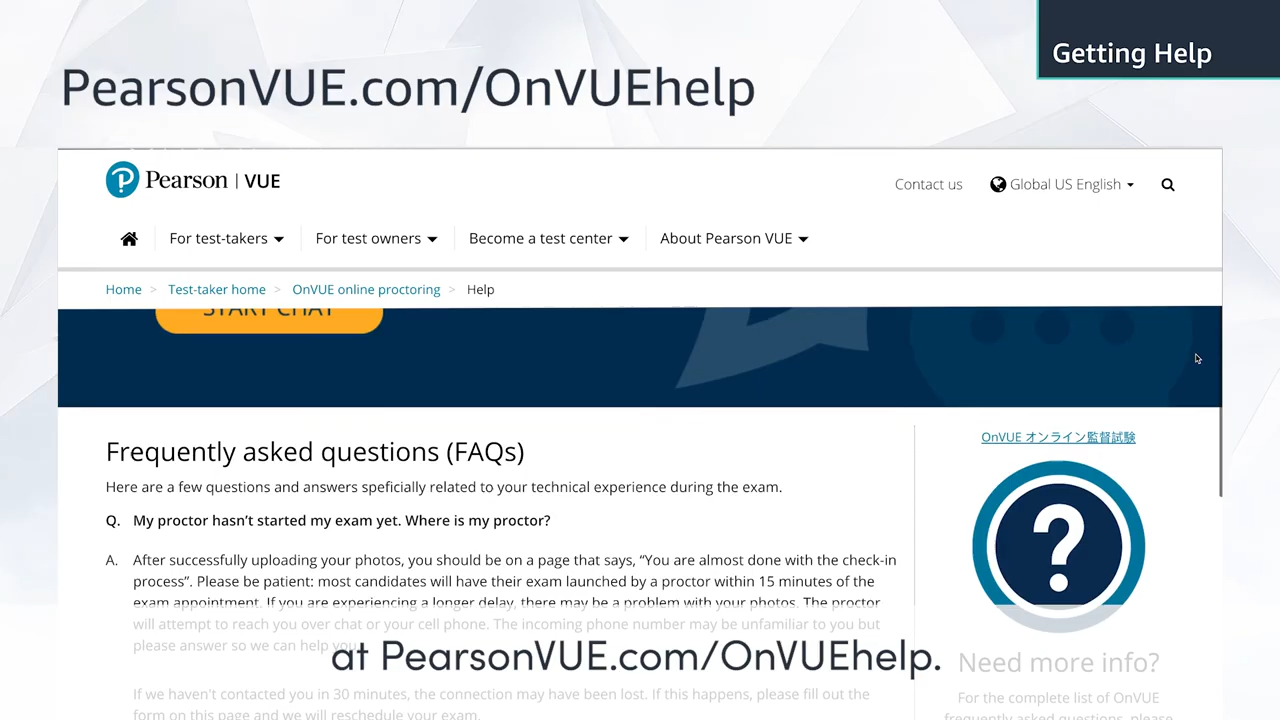 Getting Help
PearsonVUE.com/OnVUEhelp
Pearson | VUE
Contact us
Global US English
For test-takers
For test owners
Become a test center
About Pearson VUE
Home > Test-taker home > OnVUE online proctoring > Help
START CHAT
Frequently asked questions (FAQs)
Here are a few questions and answers speficially related to your technical experience during the exam.
Q. My proctor hasn't started my exam yet. Where is my proctor?
A. After successfully uploading your photos, you should be on a page that says, “You are almost done with the check-in
process”. Please be patient: most candidates will have their exam launched by a proctor within 15 minutes of the
exam appointment. If you are experiencing a longer delay, there may be a problem with your photos. The proctor
will attempt to reach you over chat or your cell phone. The incoming phone number may be unfamiliar to you but
please answer so we can help you
If we haven't contacted you in 30 minutes, the connection may have been lost. If this happens, please fill out the
form on this page and we will reschedule your exam.
OnVUE オンライン監督試験
?
Need more info?
For the complete list of OnVUE
frequently asked questions, please
at PearsonVUE.com/OnVUEhelp.